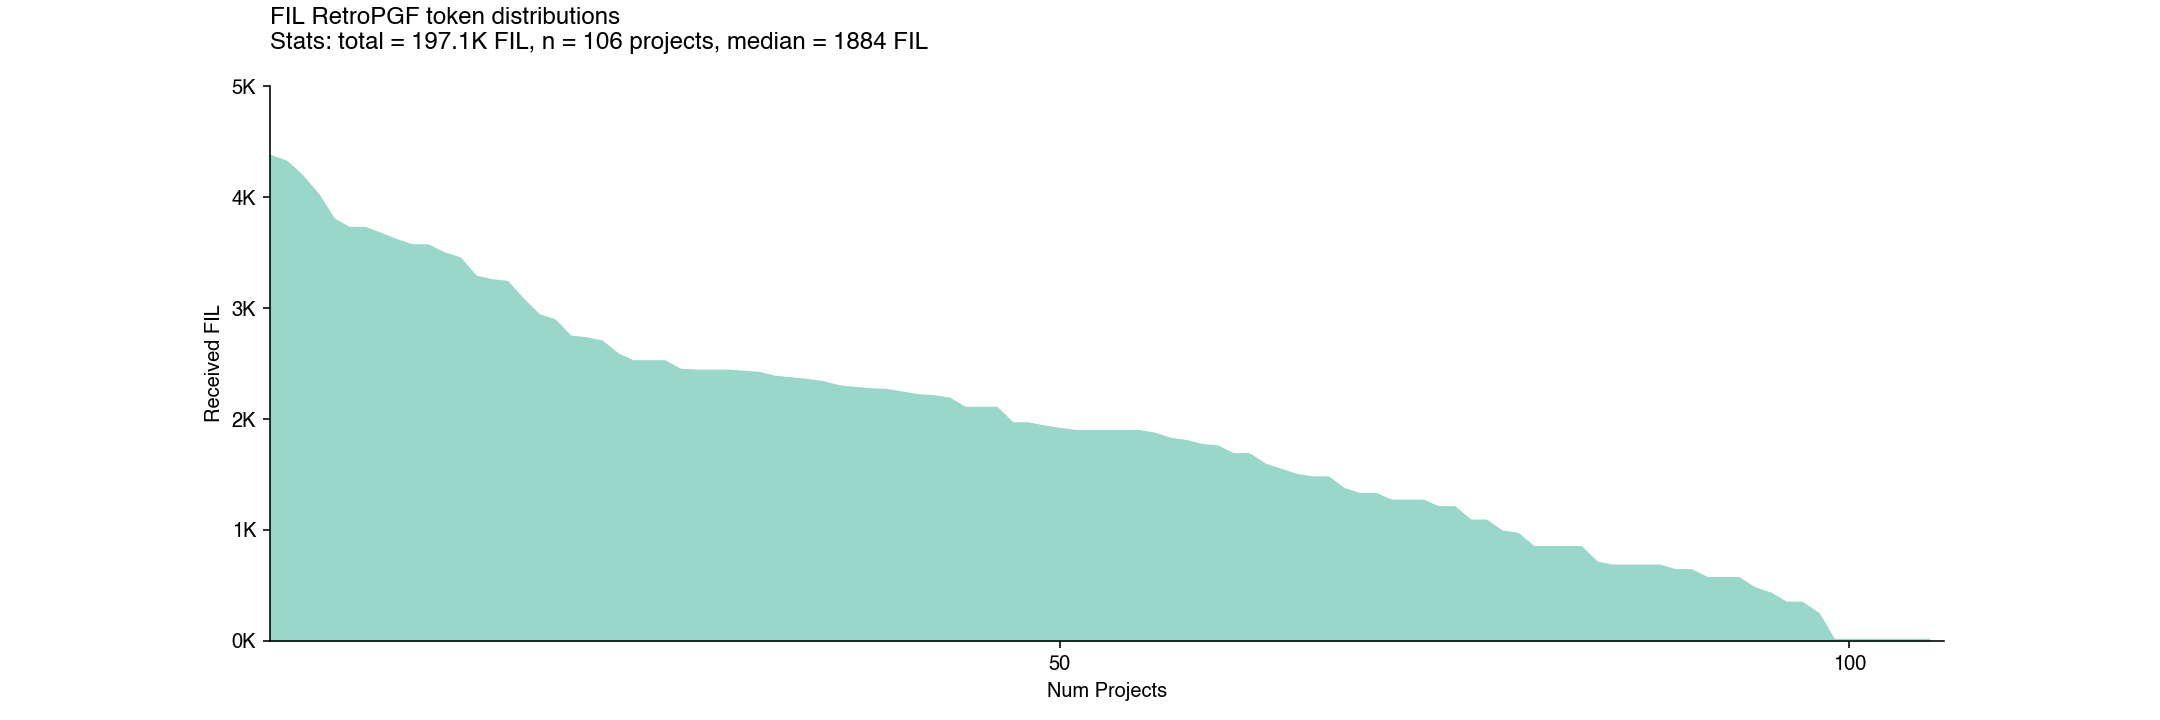 FIL RetroPGF token distributions
Stats: total = 197.1K FIL, n = 106 projects, median = 1884 FIL
5K
4K
3K
2K
1K
0K
Received FIL
50
100
Num Projects